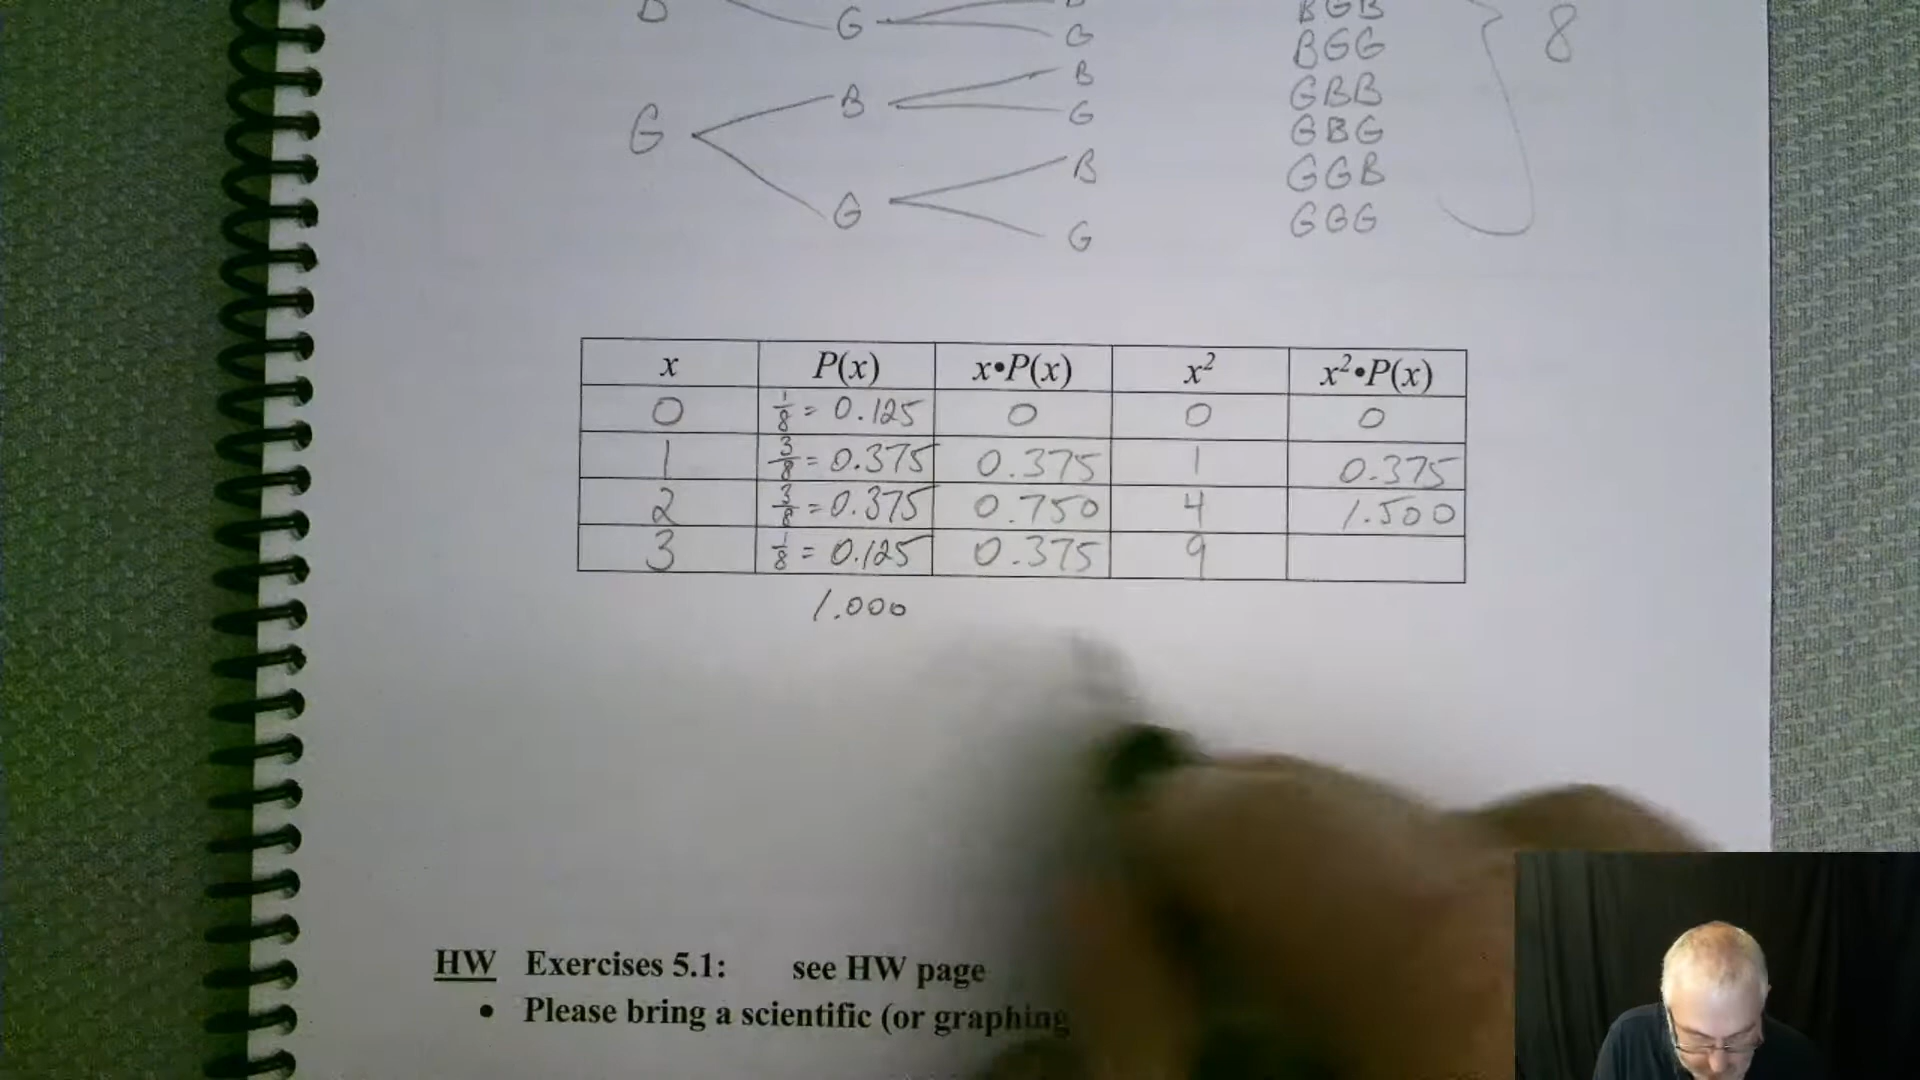 B G B BGB
G G 8
BGG
B
B GBB
G G
GBG
B
GGB
G
G GGG
x P(x) x•P(x) x² x²•P(x)
0 1/8 = 0.125 0 0 0
1 3/8 = 0.375 0.375 1 0.375
2 3/8 = 0.375 0.750 4 1.500
3 1/8 = 0.125 0.375 9
1.000
HW Exercises 5.1: see HW page
• Please bring a scientific (or graphing